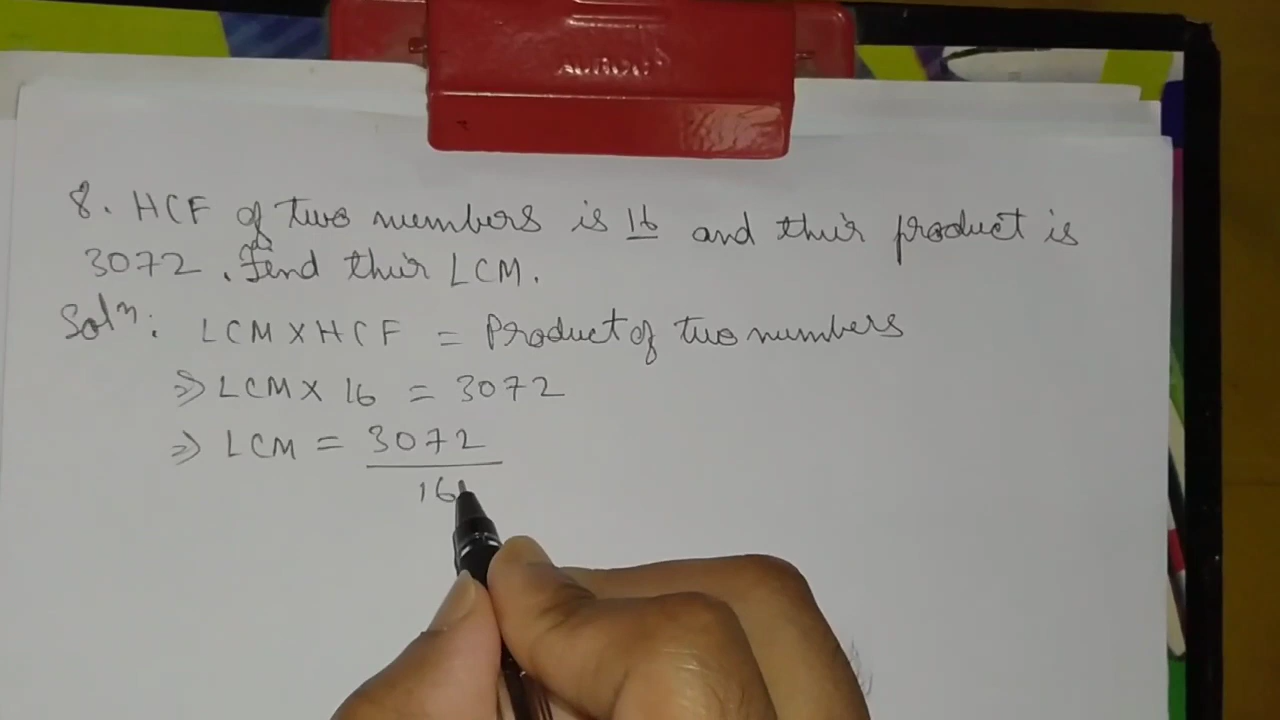 8. HCF of two numbers is 16 and their product is
3072. Find their LCM.
Solⁿ: LCM X HCF = Product of two numbers
⇒ LCM X 16 = 3072
⇒ LCM = 3072
16